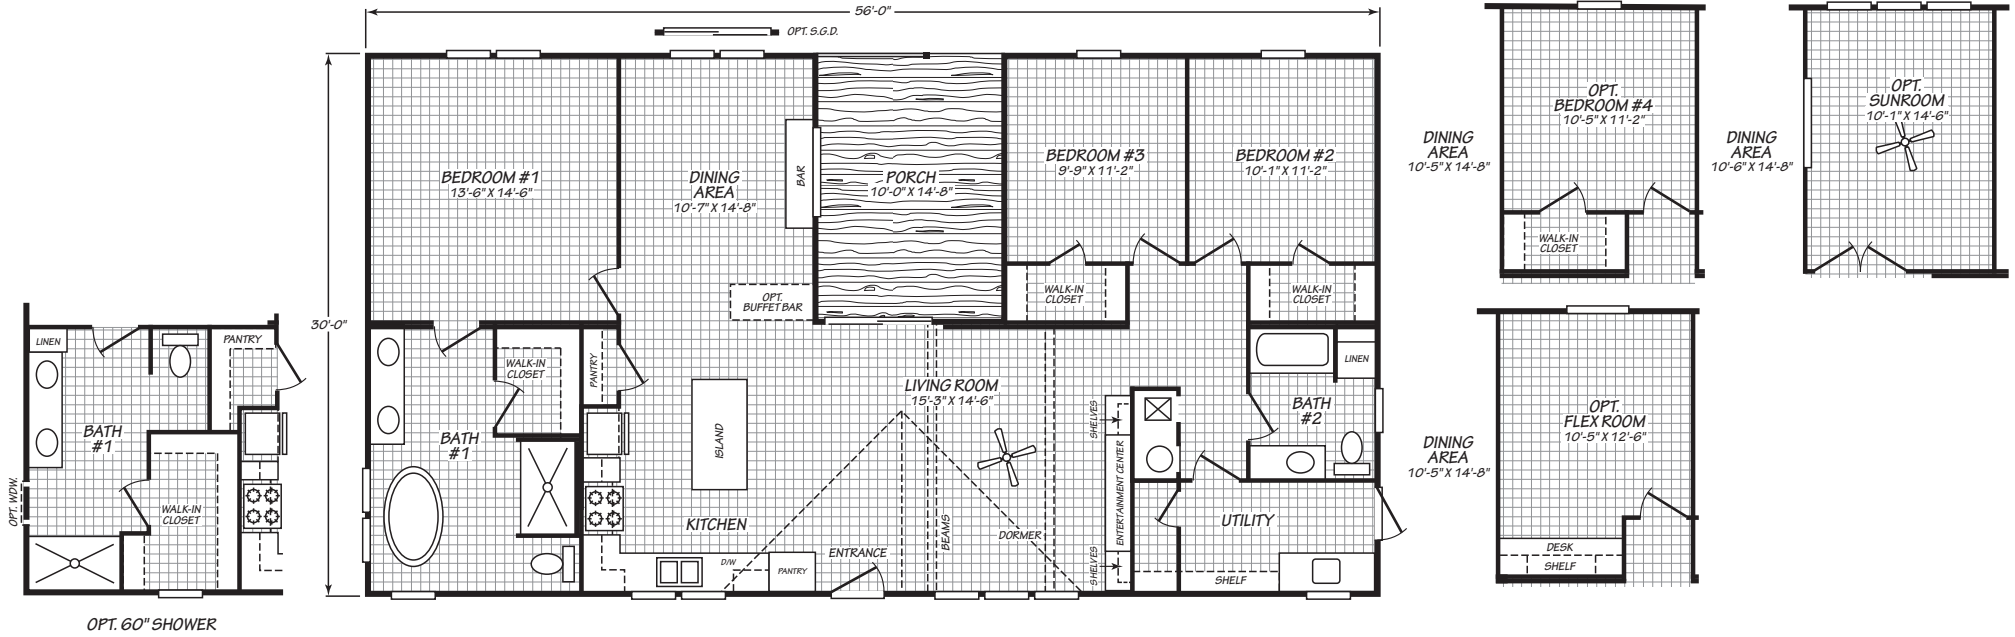 56'-0"
OPT. S.G.D.
30'-0"
BEDROOM #1
13'-6" X 14'-6"
DINING
AREA
10'-7" X 14'-8"
BAR
OPT.
BUFFET BAR
PORCH
10'-0" X 14'-8"
BEDROOM #3
9'-9" X 11'-2"
BEDROOM #2
10'-1" X 11'-2"
WALK-IN
CLOSET
WALK-IN
CLOSET
WALK-IN
CLOSET
PANTRY
BATH
#1
ISLAND
KITCHEN
D/W
PANTRY
ENTRANCE
LIVING ROOM
15'-3" X 14'-6"
BEAMS
DORMER
SHELVES
ENTERTAINMENT CENTER
SHELVES
LINEN
BATH
#2
UTILITY
SHELF
LINEN
PANTRY
BATH
#1
OPT. WDW.
WALK-IN
CLOSET
OPT. 60" SHOWER
DINING
AREA
10'-5" X 14'-8"
OPT.
BEDROOM #4
10'-5" X 11'-2"
WALK-IN
CLOSET
DINING
AREA
10'-6" X 14'-8"
OPT.
SUNROOM
10'-1" X 14'-6"
DINING
AREA
10'-5" X 14'-8"
OPT.
FLEX ROOM
10'-5" X 12'-6"
DESK
SHELF